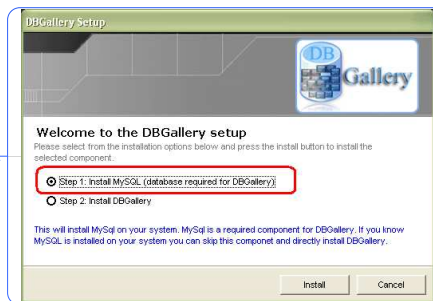 DBGallery Setup
DB
Gallery
Welcome to the DBGallery setup
Please select from the installation options below and press the install button to install the
selected component.
Step 1: Install MySQL (database required for DBGallery)
Step 2: Install DBGallery
This will install MySql on your system. MySql is a required component for DBGallery. If you know
MySQL is installed on your system you can skip this componet and directly install DBGallery.
Install
Cancel